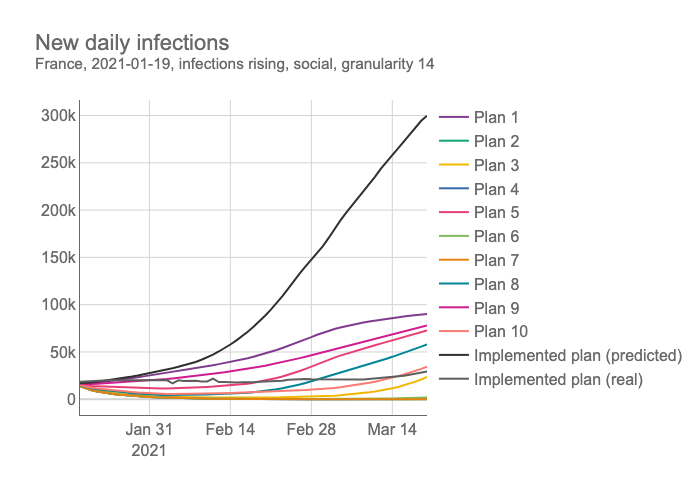 New daily infections
France, 2021-01-19, infections rising, social, granularity 14
300k
250k
200k
150k
100k
50k
0
Jan 31
2021
Feb 14
Feb 28
Mar 14
Plan 1
Plan 2
Plan 3
Plan 4
Plan 5
Plan 6
Plan 7
Plan 8
Plan 9
Plan 10
Implemented plan (predicted)
Implemented plan (real)